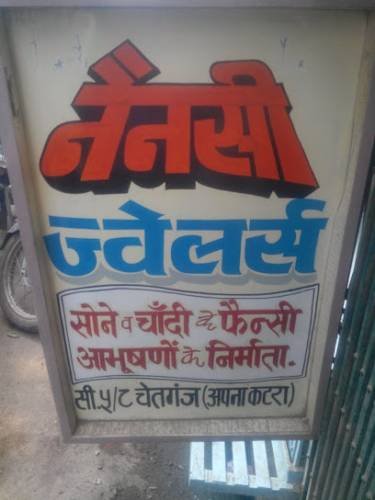 नैनसी
ज्वेलर्स
सोने व चाँदी के फैन्सी
आभूषणों के निर्माता.
सी.५/८ चेतगंज (अपना कटरा)